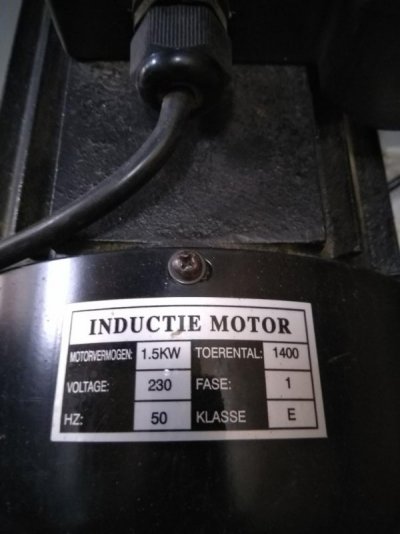 INDUCTIE MOTOR
MOTORVERMOGEN: 1.5KW TOERENTAL: 1400
VOLTAGE: 230 FASE: 1
HZ: 50 KLASSE E